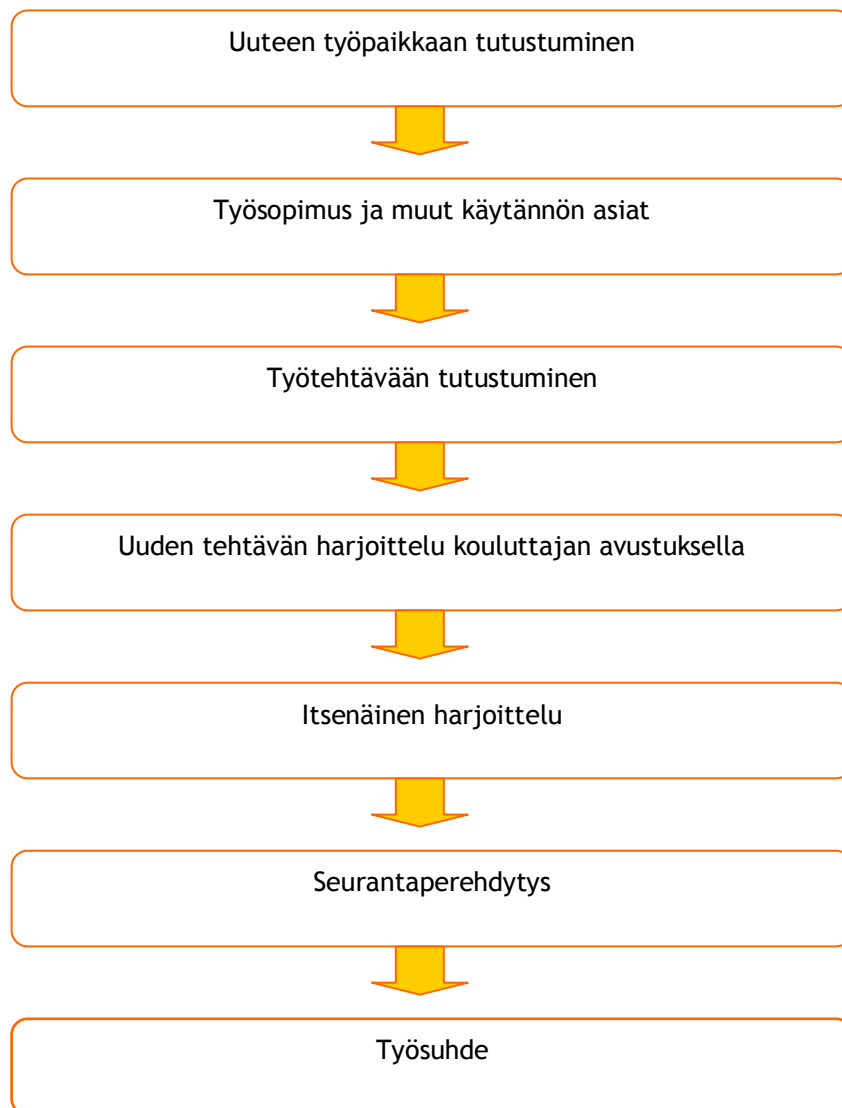 Uuteen työpaikkaan tutustuminen
Työsopimus ja muut käytännön asiat
Työtehtävään tutustuminen
Uuden tehtävän harjoittelu kouluttajan avustuksella
Itsenäinen harjoittelu
Seurantaperehdytys
Työsuhde